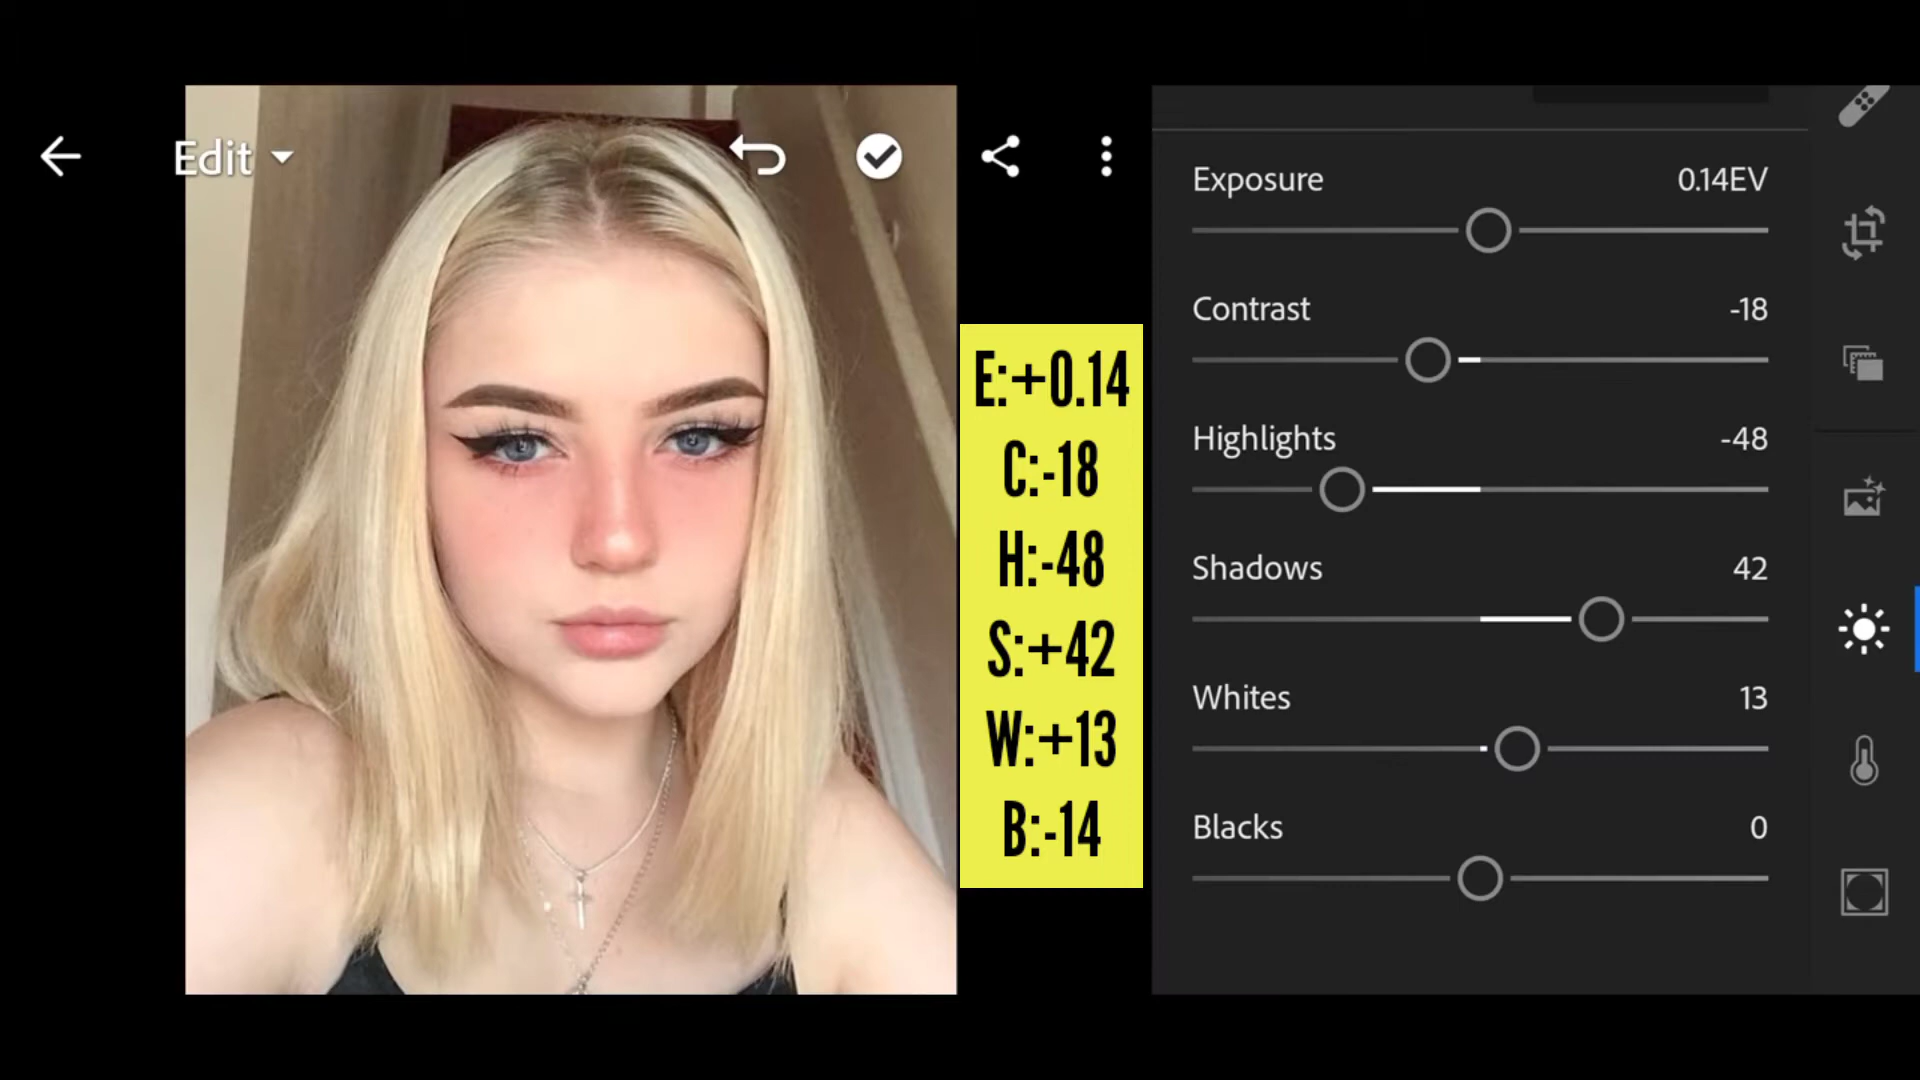 Edit
E:+0.14
C:-18
H:-48
S:+42
W:+13
B:-14
Exposure 0.14EV
Contrast -18
Highlights -48
Shadows 42
Whites 13
Blacks 0